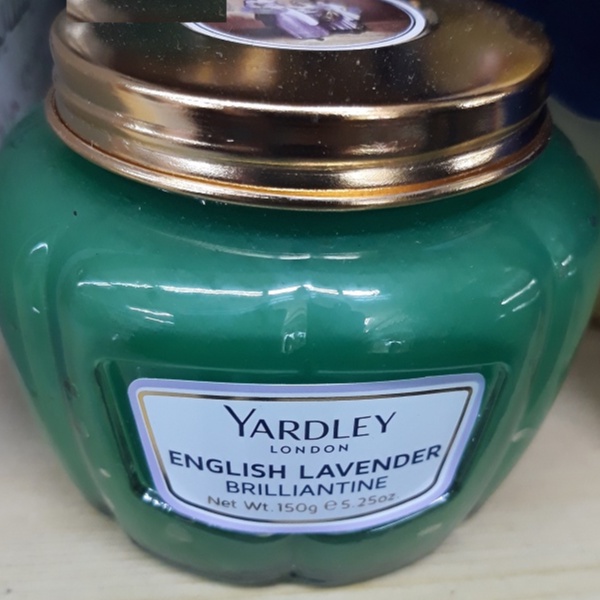 YARDLEY
LONDON
ENGLISH LAVENDER
BRILLIANTINE
Net Wt. 150g ℮ 5.25oz.